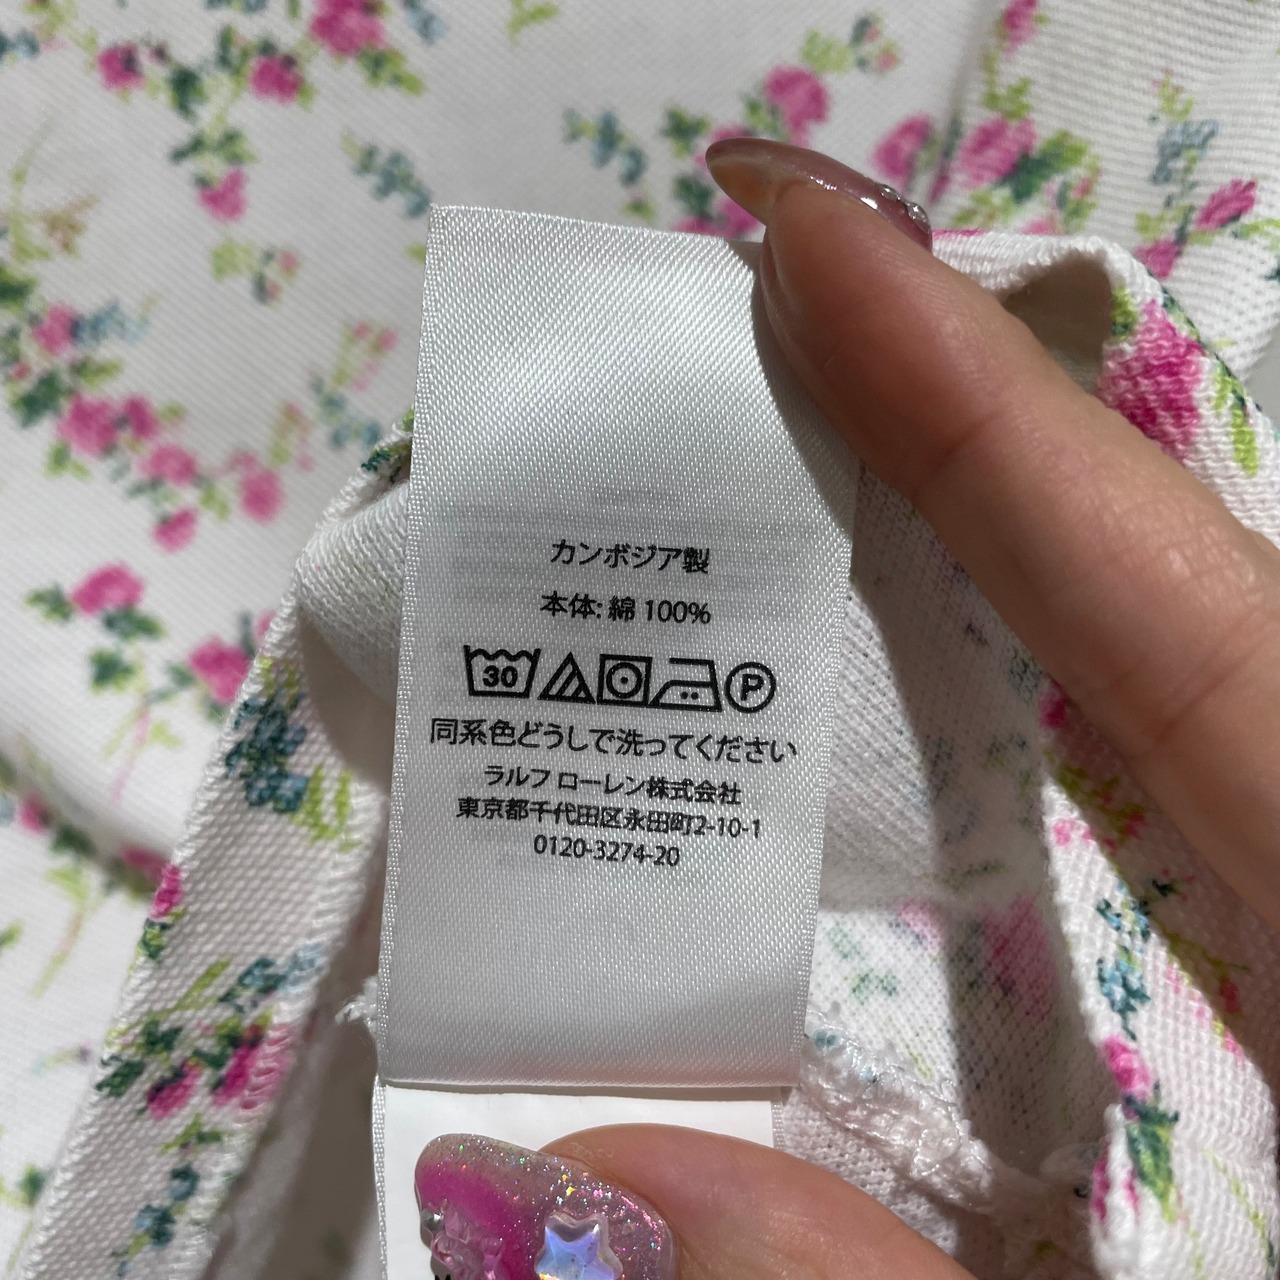 カンボジア製
本体: 綿 100%
30 P
同系色どうしで洗ってください
ラルフ ローレン株式会社
東京都千代田区永田町2-10-1
0120-3274-20